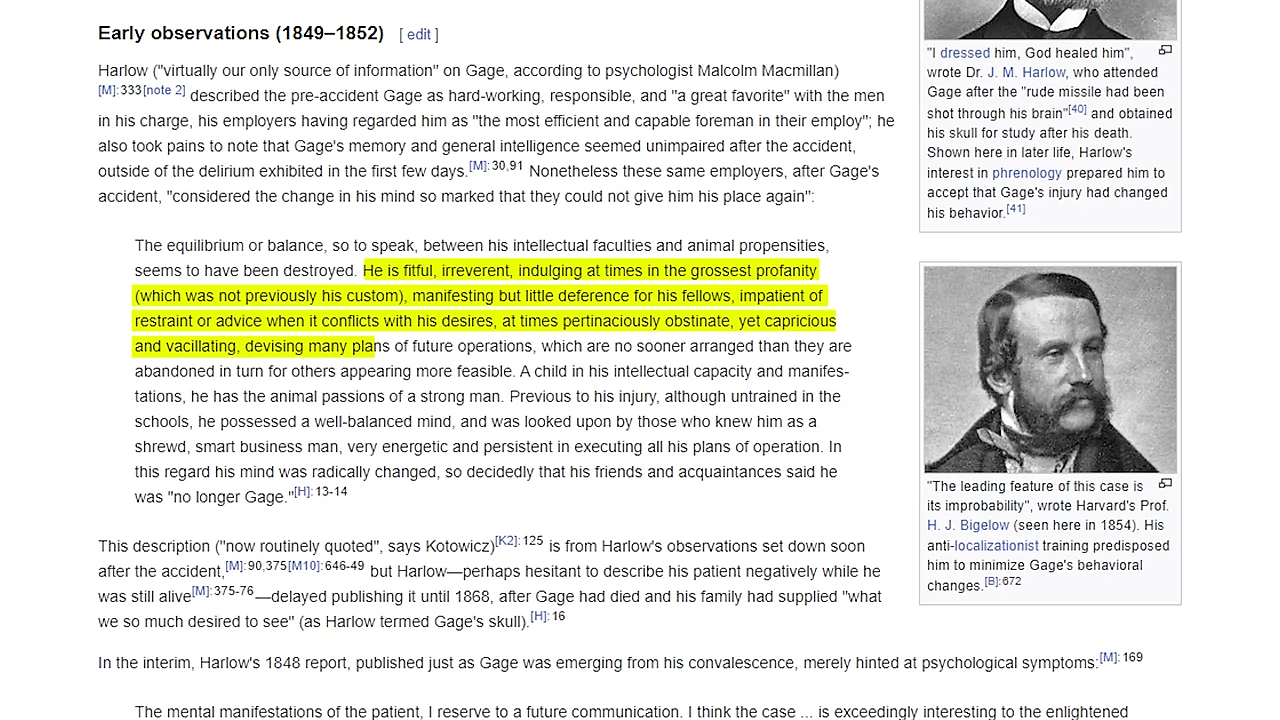 Early observations (1849–1852) [ edit ]
Harlow ("virtually our only source of information" on Gage, according to psychologist Malcolm Macmillan)
[M]:333[note 2] described the pre-accident Gage as hard-working, responsible, and "a great favorite" with the men
in his charge, his employers having regarded him as "the most efficient and capable foreman in their employ"; he
also took pains to note that Gage's memory and general intelligence seemed unimpaired after the accident,
outside of the delirium exhibited in the first few days.[M]:30,91 Nonetheless these same employers, after Gage's
accident, "considered the change in his mind so marked that they could not give him his place again":
The equilibrium or balance, so to speak, between his intellectual faculties and animal propensities,
seems to have been destroyed. He is fitful, irreverent, indulging at times in the grossest profanity
(which was not previously his custom), manifesting but little deference for his fellows, impatient of
restraint or advice when it conflicts with his desires, at times pertinaciously obstinate, yet capricious
and vacillating, devising many plans of future operations, which are no sooner arranged than they are
abandoned in turn for others appearing more feasible. A child in his intellectual capacity and manifes-
tations, he has the animal passions of a strong man. Previous to his injury, although untrained in the
schools, he possessed a well-balanced mind, and was looked upon by those who knew him as a
shrewd, smart business man, very energetic and persistent in executing all his plans of operation. In
this regard his mind was radically changed, so decidedly that his friends and acquaintances said he
was "no longer Gage."[H]:13-14
This description ("now routinely quoted", says Kotowicz)[K2]:125 is from Harlow's observations set down soon
after the accident,[M]:90,375[M10]:646-49 but Harlow—perhaps hesitant to describe his patient negatively while he
was still alive[M]:375-76—delayed publishing it until 1868, after Gage had died and his family had supplied "what
we so much desired to see" (as Harlow termed Gage's skull).[H]:16
In the interim, Harlow's 1848 report, published just as Gage was emerging from his convalescence, merely hinted at psychological symptoms:[M]:169
The mental manifestations of the patient, I reserve to a future communication. I think the case ... is exceedingly interesting to the enlightened
"I dressed him, God healed him",
wrote Dr. J. M. Harlow, who attended
Gage after the "rude missile had been
shot through his brain"[40] and obtained
his skull for study after his death.
Shown here in later life, Harlow's
interest in phrenology prepared him to
accept that Gage's injury had changed
his behavior.[41]
"The leading feature of this case is
its improbability", wrote Harvard's Prof.
H. J. Bigelow (seen here in 1854). His
anti-localizationist training predisposed
him to minimize Gage's behavioral
changes.[B]:672